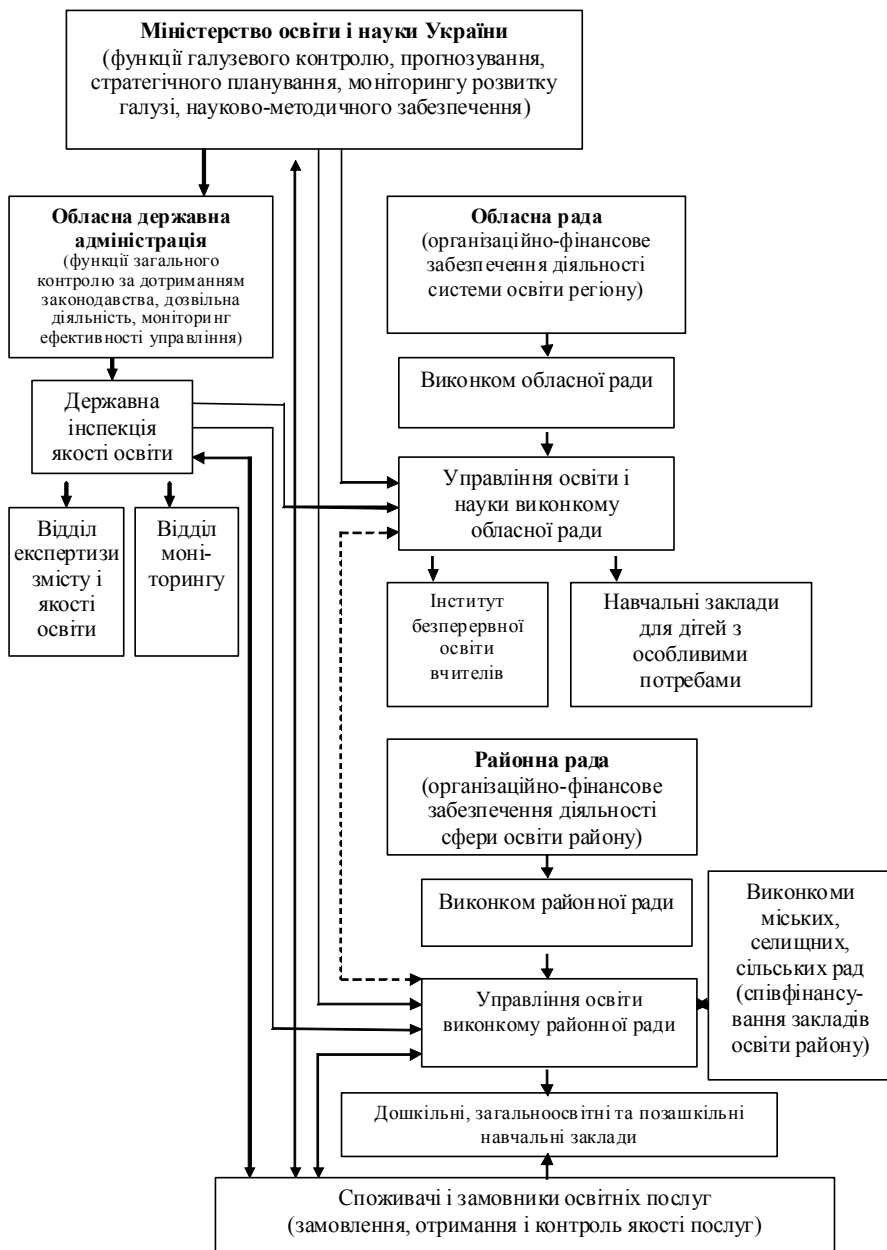 Міністерство освіти і науки України
(функції галузевого контролю, прогнозування,
стратегічного планування, моніторингу розвитку
галузі, науково-методичного забезпечення)
Обласна державна
адміністрація
(функції загального
контролю за дотриманням
законодавства, дозвільна
діяльність, моніторинг
ефективності управління)
Обласна рада
(організаційно-фінансове
забезпечення діяльності
системи освіти регіону)
Виконком обласної ради
Державна
інспекція
якості освіти
Управління освіти і
науки виконкому
обласної ради
Відділ
експертизи
змісту і
якості
освіти
Відділ
моні-
торингу
Інститут
безперервної
освіти
вчителів
Навчальні заклади
для дітей з
особливими
потребами
Районна рада
(організаційно-фінансове
забезпечення діяльності
сфери освіти району)
Виконком районної ради
Виконкоми
міських,
селищних,
сільських рад
(співфінансу-
вання закладів
освіти району)
Управління освіти
виконкому районної ради
Дошкільні, загальноосвітні та позашкільні
навчальні заклади
Споживачі і замовники освітніх послуг
(замовлення, отримання і контроль якості послуг)